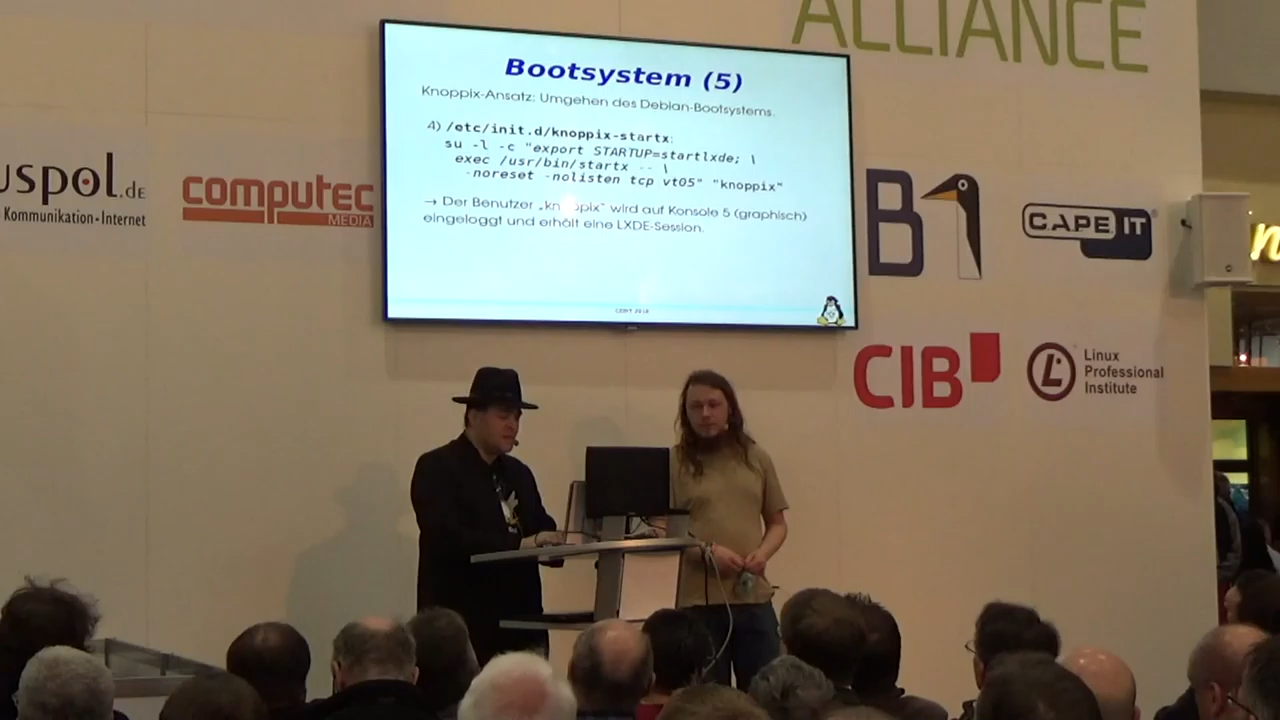 ALLIANCE
Bootsystem (5)
Knoppix-Ansatz: Umgehen des Debian-Bootsystems.
4) /etc/init.d/knoppix-startx:
su -l -c "export STARTUP=startlxde; \
exec /usr/bin/startx -- \
-noreset -nolisten tcp vt05" "knoppix"
→ Der Benutzer „knoppix“ wird auf Konsole 5 (graphisch)
eingeloggt und erhält eine LXDE-Session.
CeBIT 2018
uspol.de
Kommunikation • Internet
computec
MEDIA
B1
CAPE IT
CIB
Linux
Professional
Institute